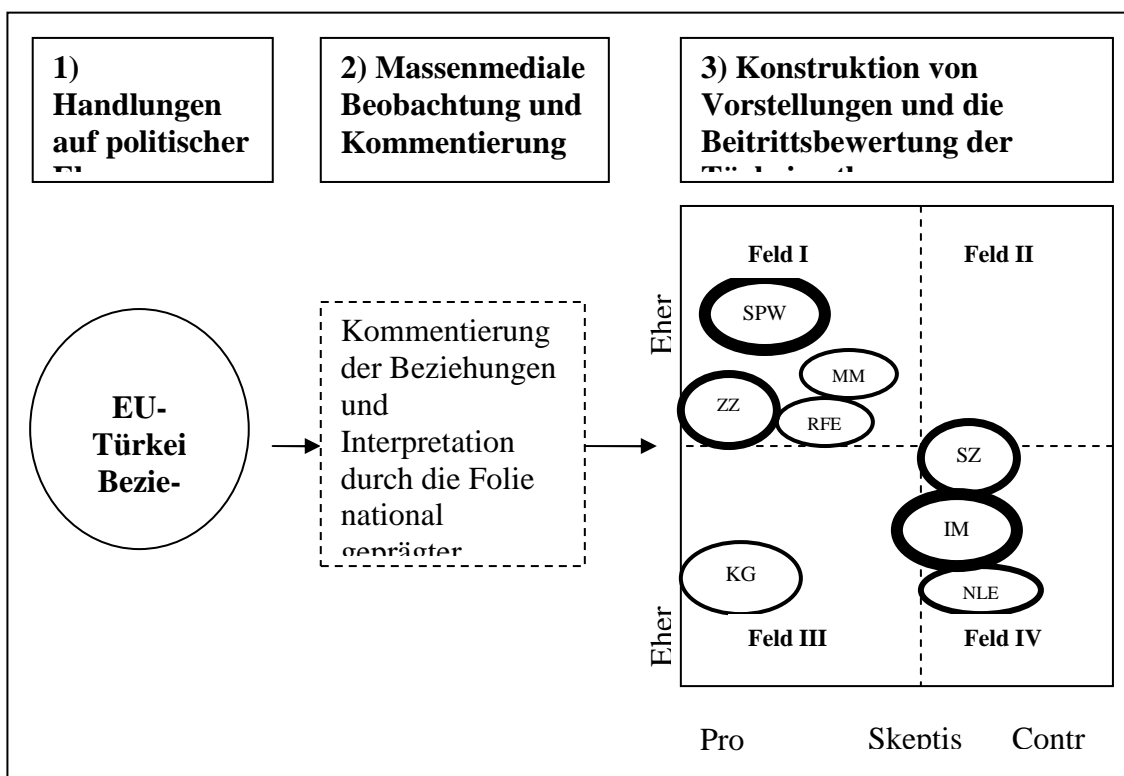 1)
Handlungen
auf politischer
2) Massenmediale
Beobachtung und
Kommentierung
3) Konstruktion von
Vorstellungen und die
Beitrittsbewertung der
EU-
Türkei
Bezie-
Kommentierung
der Beziehungen
und
Interpretation
durch die Folie
national
geprägter
Eher
Eher
Feld I
Feld II
SPW
MM
ZZ
RFE
SZ
IM
KG
NLE
Feld III
Feld IV
Pro
Skeptis
Contr